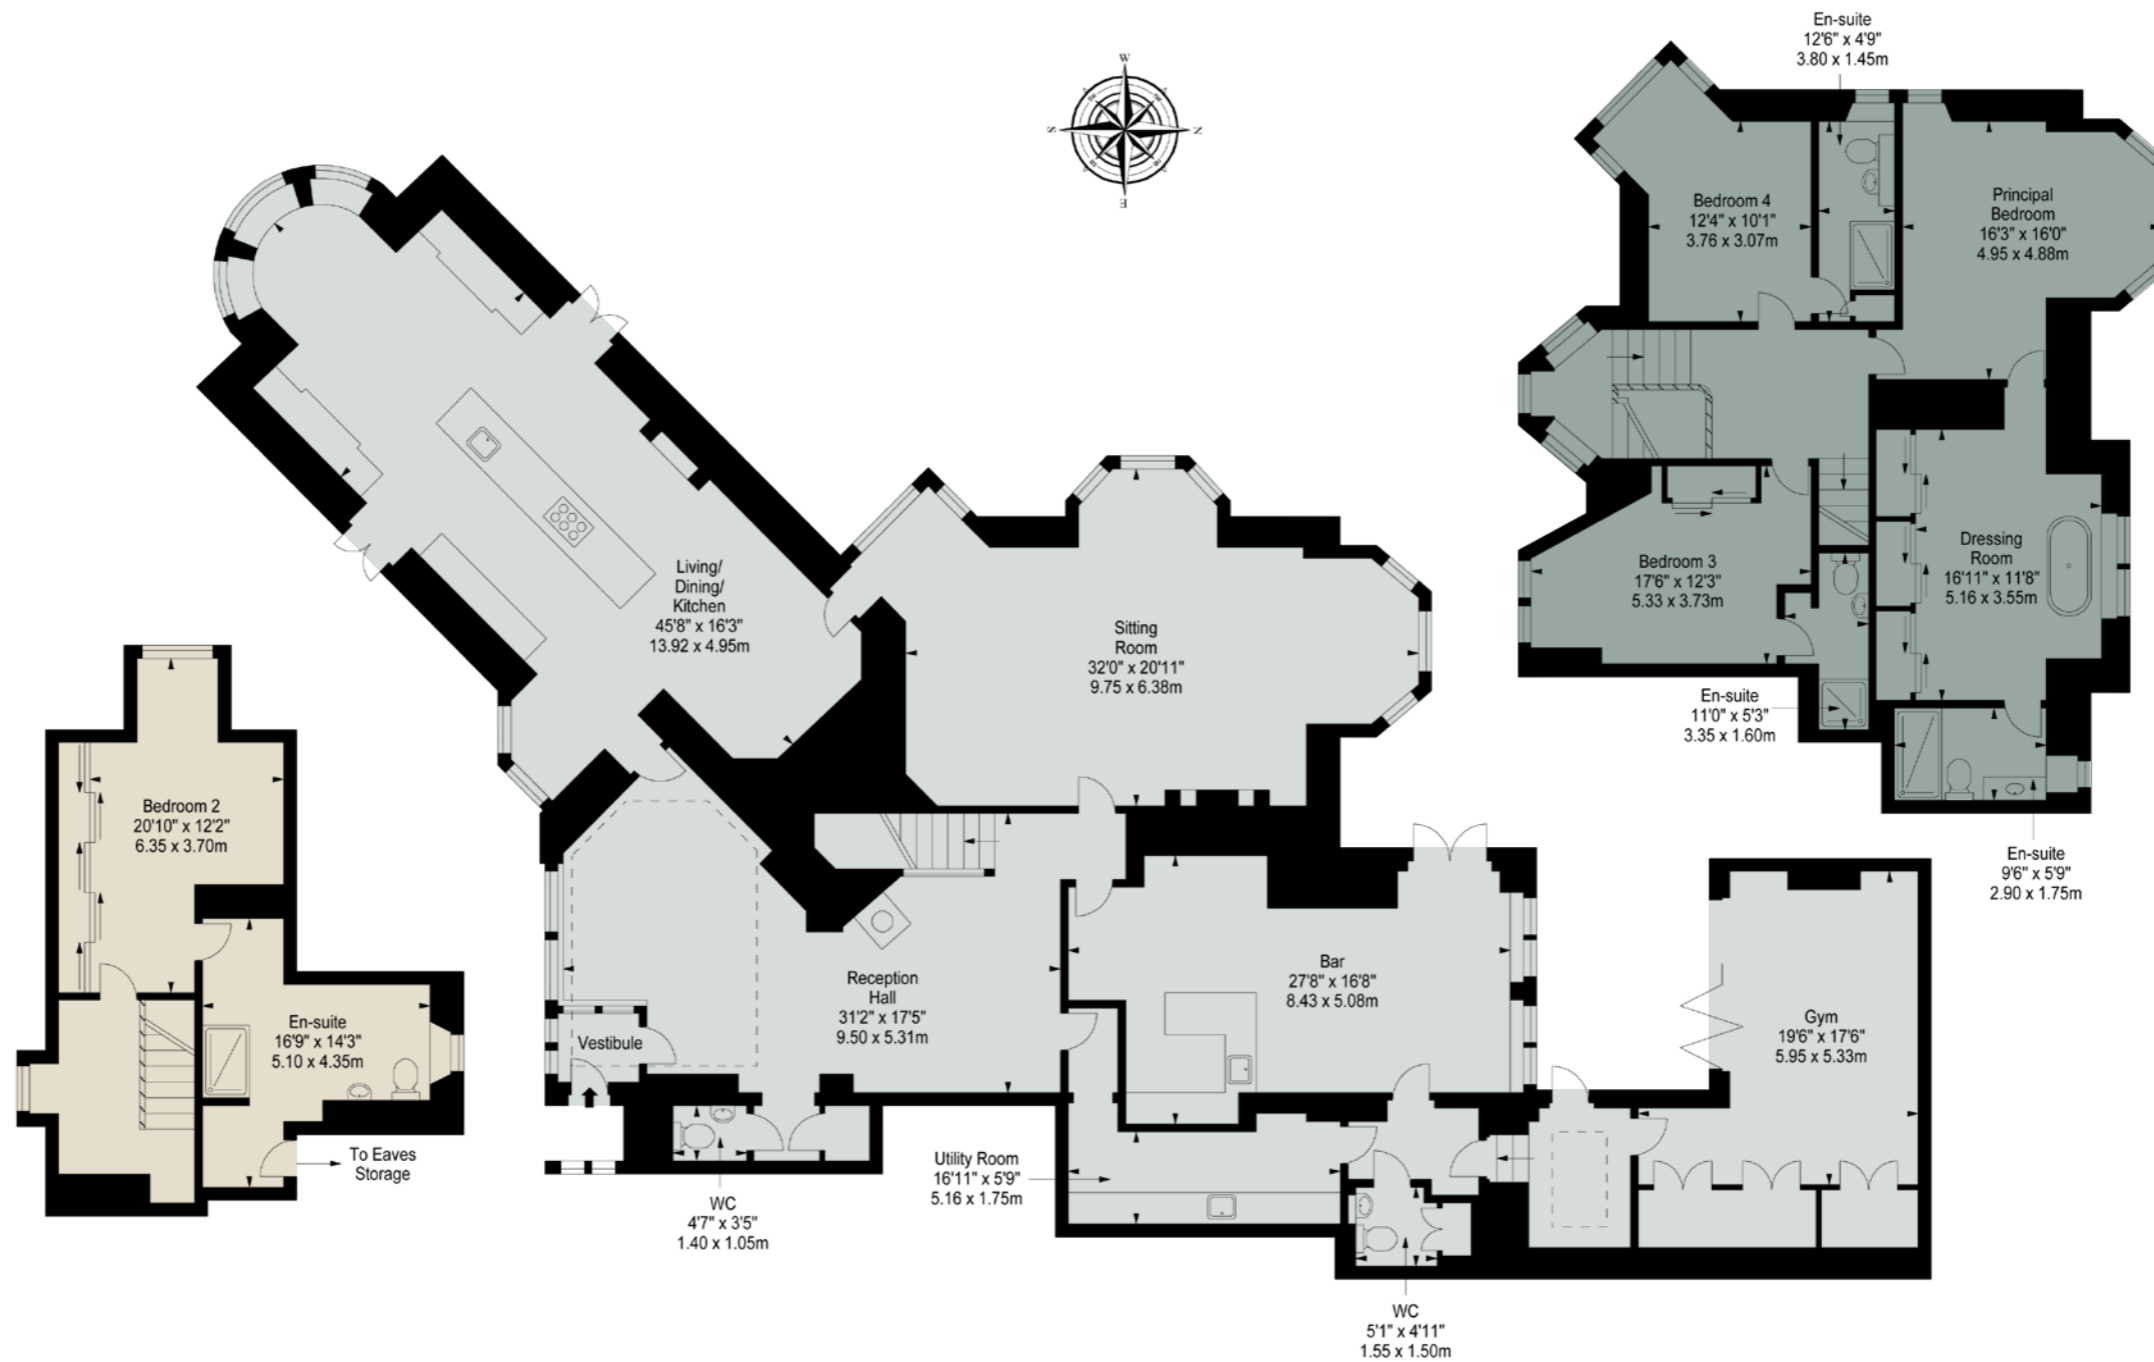 En-suite
12'6" x 4'9"
3.80 x 1.45m
W
S
N
E
Bedroom 4
12'4" x 10'1"
3.76 x 3.07m
Principal
Bedroom
16'3" x 16'0"
4.95 x 4.88m
Living/
Dining/
Kitchen
45'8" x 16'3"
13.92 x 4.95m
Sitting
Room
32'0" x 20'11"
9.75 x 6.38m
Bedroom 3
17'6" x 12'3"
5.33 x 3.73m
Dressing
Room
16'11" x 11'8"
5.16 x 3.55m
En-suite
11'0" x 5'3"
3.35 x 1.60m
En-suite
9'6" x 5'9"
2.90 x 1.75m
Bedroom 2
20'10" x 12'2"
6.35 x 3.70m
En-suite
16'9" x 14'3"
5.10 x 4.35m
To Eaves
Storage
Reception
Hall
31'2" x 17'5"
9.50 x 5.31m
Vestibule
Bar
27'8" x 16'8"
8.43 x 5.08m
Gym
19'6" x 17'6"
5.95 x 5.33m
WC
4'7" x 3'5"
1.40 x 1.05m
Utility Room
16'11" x 5'9"
5.16 x 1.75m
WC
5'1" x 4'11"
1.55 x 1.50m